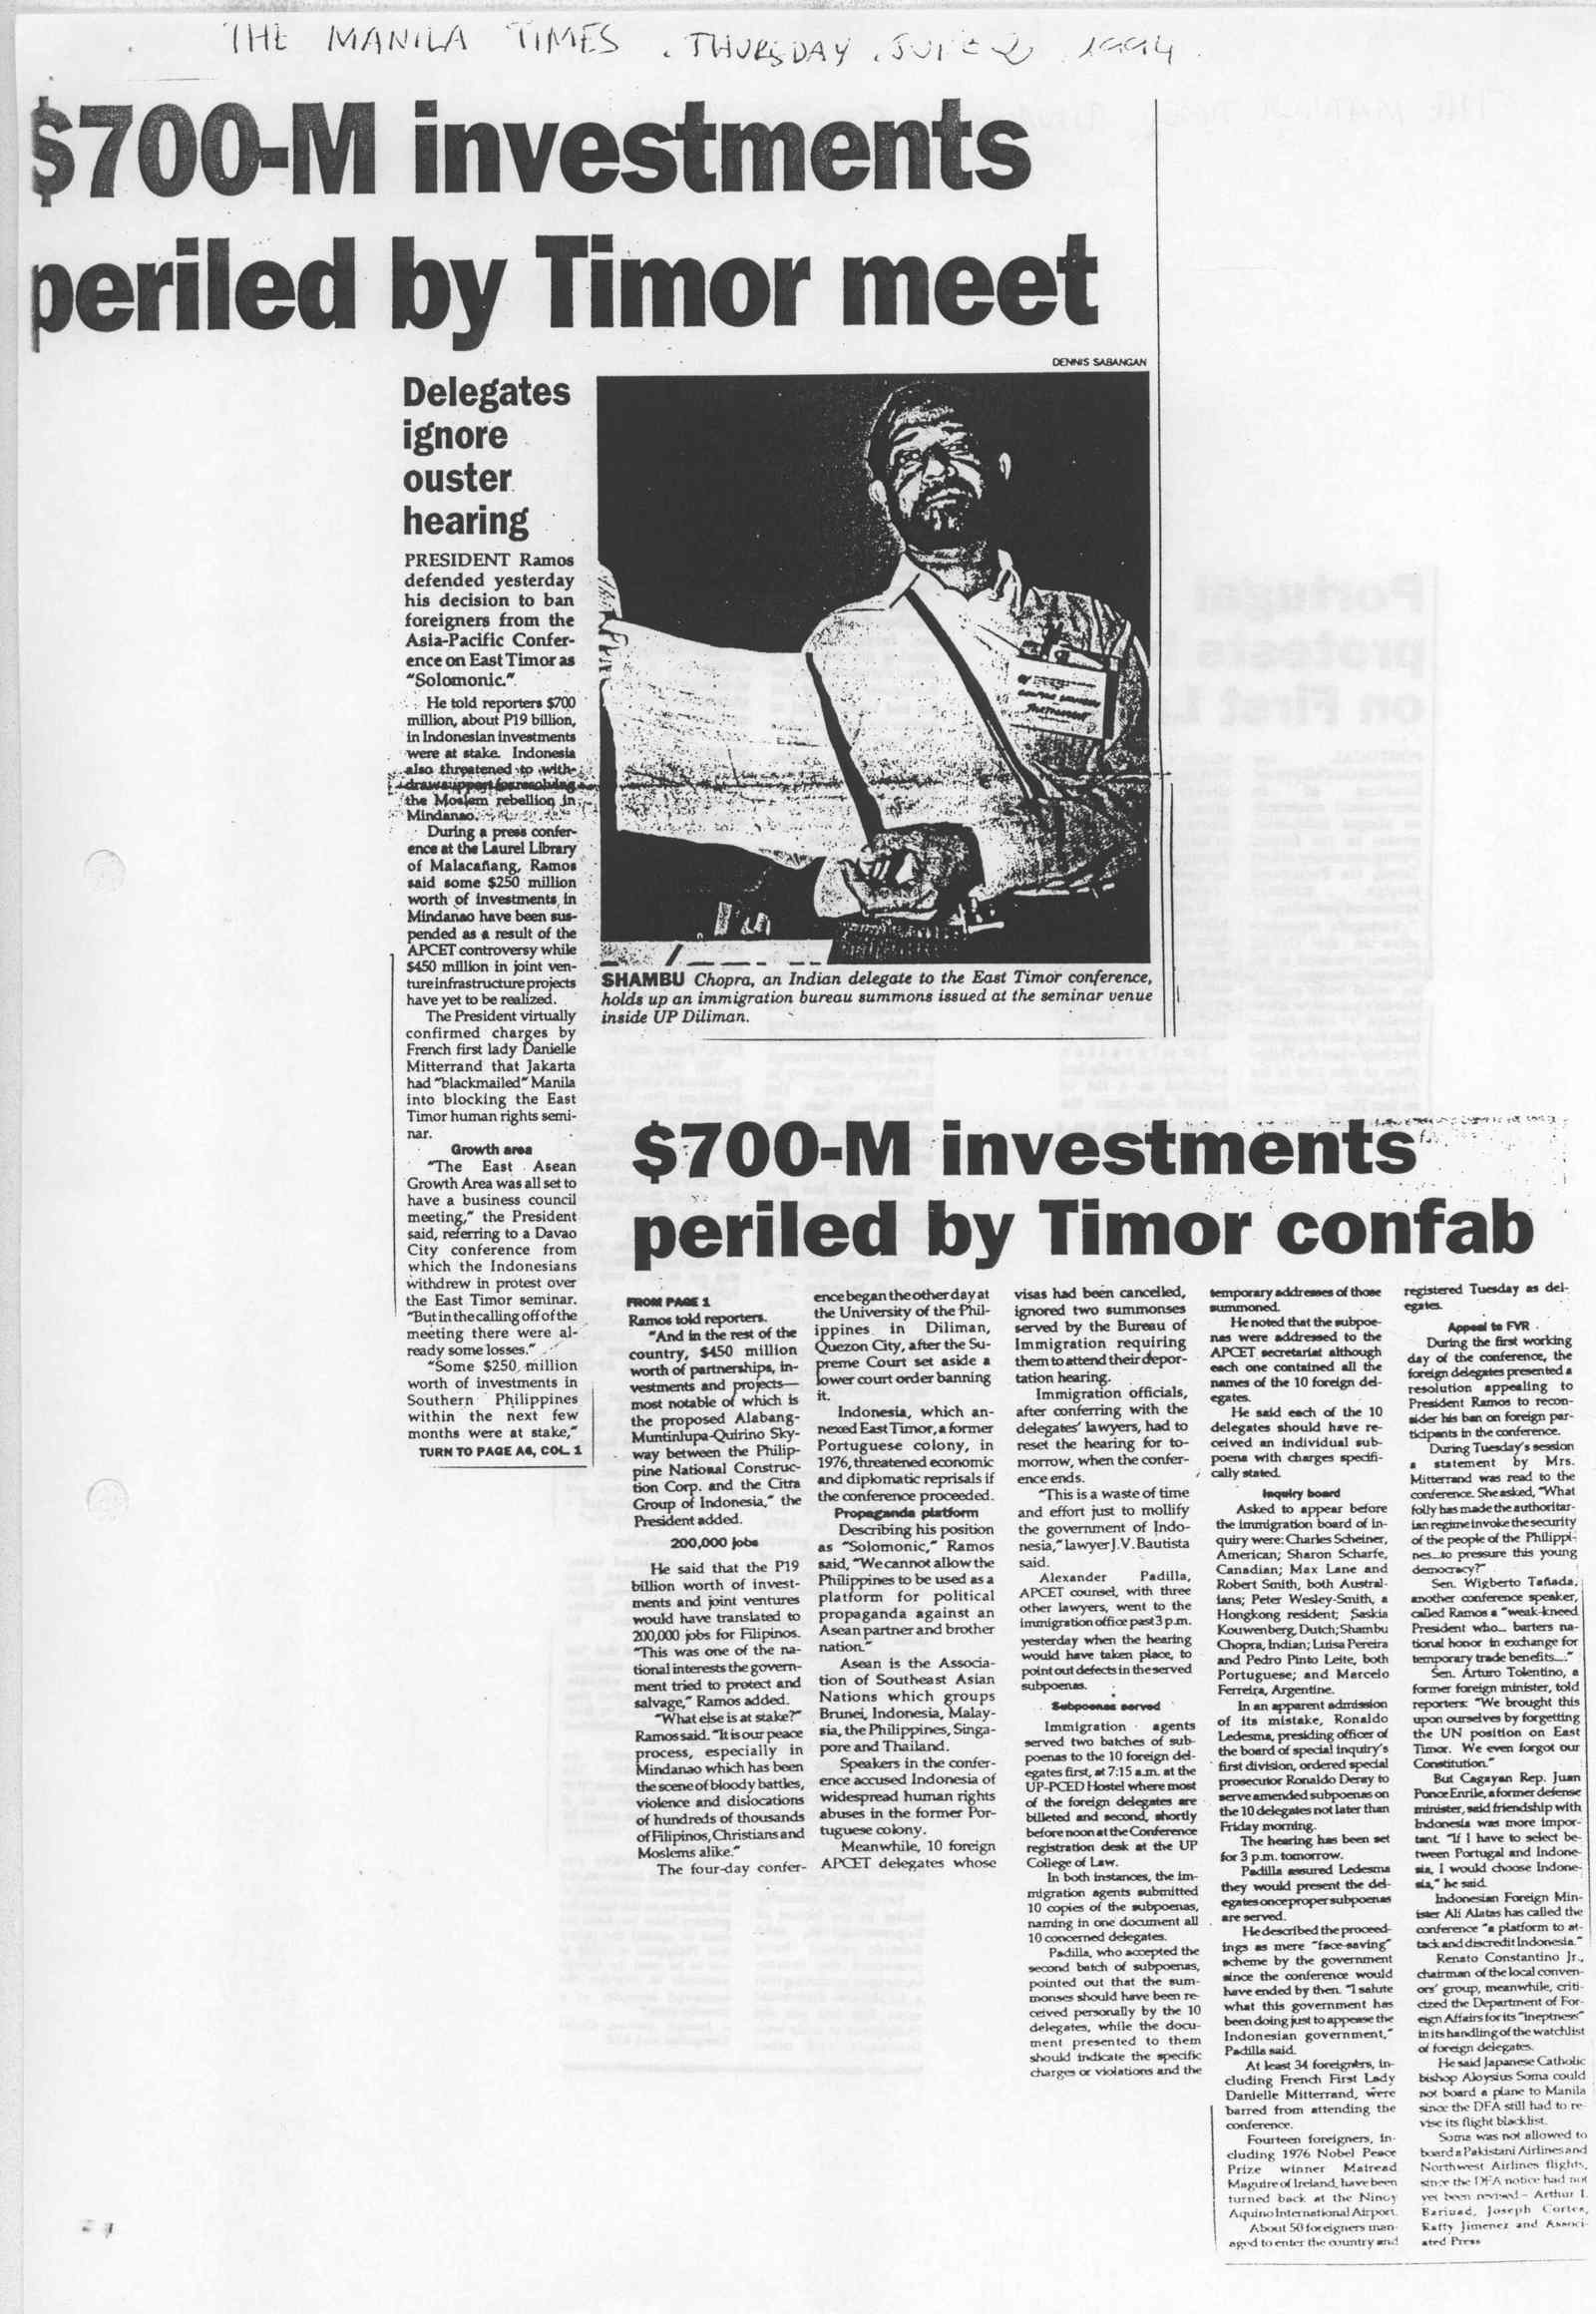 THE MANILA TIMES. THURSDAY. JUNE 2 1994.
$700-M investments
periled by Timor meet
DENNIS SABANGAN
Delegates
ignore
ouster
hearing
PRESIDENT Ramos
defended yesterday
his decision to ban
foreigners from the
Asia-Pacific Confer-
ence on East Timor as
"Solomonic."
He told reporters $700
million, about P19 billion,
in Indonesian investments
were at stake. Indonesia
also threatened to with-
draw support for resolving
the Moslem rebellion in
Mindanao.
During a press confer-
ence at the Laurel Library
of Malacañang, Ramos
said some $250 million
worth of investments in
Mindanao have been sus-
pended as a result of the
APCET controversy while
$450 million in joint ven-
ture infrastructure projects
have yet to be realized.
The President virtually
confirmed charges by
French first lady Danielle
Mitterrand that Jakarta
had "blackmailed" Manila
into blocking the East
Timor human rights semi-
nar.
Growth area
"The East Asean
Growth Area was all set to
have a business council
meeting," the President
said, referring to a Davao
City conference from
which the Indonesians
withdrew in protest over
the East Timor seminar.
"But in the calling off of the
meeting there were al-
ready some losses."
"Some $250 million
worth of investments in
Southern Philippines
within the next few
months were at stake,"
TURN TO PAGE A6, COL. 1
SHAMBU Chopra, an Indian delegate to the East Timor conference,
holds up an immigration bureau summons issued at the seminar venue
inside UP Diliman.
$700-M investments
periled by Timor confab
FROM PAGE 1
Ramos told reporters.
"And in the rest of the
country, $450 million
worth of partnerships, in-
vestments and projects—
most notable of which is
the proposed Alabang-
Muntinlupa-Quirino Sky-
way between the Philip-
pine National Construc-
tion Corp. and the Citra
Group of Indonesia," the
President added.
200,000 jobs
He said that the P19
billion worth of invest-
ments and joint ventures
would have translated to
200,000 jobs for Filipinos.
"This was one of the na-
tional interests the govern-
ment tried to protect and
salvage," Ramos added.
"What else is at stake?"
Ramos said. "It is our peace
process, especially in
Mindanao which has been
the scene of bloody battles,
violence and dislocations
of hundreds of thousands
of Filipinos, Christians and
Moslems alike."
The four-day confer-
ence began the other day at
the University of the Phil-
ippines in Diliman,
Quezon City, after the Su-
preme Court set aside a
lower court order banning
it.
Indonesia, which an-
nexed East Timor, a former
Portuguese colony, in
1976, threatened economic
and diplomatic reprisals if
the conference proceeded.
Propaganda platform
Describing his position
as "Solomonic," Ramos
said, "We cannot allow the
Philippines to be used as a
platform for political
propaganda against an
Asean partner and brother
nation."
Asean is the Associa-
tion of Southeast Asian
Nations which groups
Brunei, Indonesia, Malay-
sia, the Philippines, Singa-
pore and Thailand.
Speakers in the confer-
ence accused Indonesia of
widespread human rights
abuses in the former Por-
tuguese colony.
Meanwhile, 10 foreign
APCET delegates whose
visas had been cancelled,
ignored two summonses
served by the Bureau of
Immigration requiring
them to attend their depor-
tation hearing.
Immigration officials,
after conferring with the
delegates' lawyers, had to
reset the hearing for to-
morrow, when the confer-
ence ends.
"This is a waste of time
and effort just to mollify
the government of Indo-
nesia," lawyer J.V. Bautista
said.
Alexander Padilla,
APCET counsel, with three
other lawyers, went to the
immigration office past 3 p.m.
yesterday when the hearing
would have taken place, to
point out defects in the served
subpoenas.
Subpoenas served
Immigration agents
served two batches of sub-
poenas to the 10 foreign del-
egates first, at 7:15 a.m. at the
UP-PCED Hostel where most
of the foreign delegates are
billeted and second, shortly
before noon at the Conference
registration desk at the UP
College of Law.
In both instances, the im-
migration agents submitted
10 copies of the subpoenas,
naming in one document all
10 concerned delegates.
Padilla, who accepted the
second batch of subpoenas,
pointed out that the sum-
monses should have been re-
ceived personally by the 10
delegates, while the docu-
ment presented to them
should indicate the specific
charges or violations and the
temporary addresses of those
summoned.
He noted that the subpoe-
nas were addressed to the
APCET secretariat although
each one contained all the
names of the 10 foreign del-
egates.
He said each of the 10
delegates should have re-
ceived an individual sub-
poena with charges specifi-
cally stated.
Inquiry board
Asked to appear before
the immigration board of in-
quiry were: Charles Scheiner,
American; Sharon Scharfe,
Canadian; Max Lane and
Robert Smith, both Austral-
ians; Peter Wesley-Smith, a
Hongkong resident; Saskia
Kouwenberg, Dutch; Shambu
Chopra, Indian; Luisa Pereira
and Pedro Pinto Leite, both
Portuguese; and Marcelo
Ferreira, Argentine.
In an apparent admission
of its mistake, Ronaldo
Ledesma, presiding officer of
the board of special inquiry's
first division, ordered special
prosecutor Ronaldo Deray to
serve amended subpoenas on
the 10 delegates not later than
Friday morning.
The hearing has been set
for 3 p.m. tomorrow.
Padilla assured Ledesma
they would present the del-
egates once proper subpoenas
are served.
He described the proceed-
ings as mere "face-saving"
scheme by the government
since the conference would
have ended by then. "I salute
what this government has
been doing just to appease the
Indonesian government,"
Padilla said.
At least 34 foreigners, in-
cluding French First Lady
Danielle Mitterrand, were
barred from attending the
conference.
Fourteen foreigners, in-
cluding 1976 Nobel Peace
Prize winner Mairead
Maguire of Ireland, have been
turned back at the Ninoy
Aquino International Airport.
About 50 foreigners man-
aged to enter the country and
registered Tuesday as del-
egates.
Appeal to FVR
During the first working
day of the conference, the
foreign delegates presented a
resolution appealing to
President Ramos to recon-
sider his ban on foreign par-
ticipants in the conference.
During Tuesday's session
a statement by Mrs.
Mitterrand was read to the
conference. She asked, "What
folly has made the authoritar-
ian regime invoke the security
of the people of the Philippi-
nes...to pressure this young
democracy?"
Sen. Wigberto Tañada,
another conference speaker,
called Ramos a "weak-kneed
President who... barters na-
tional honor in exchange for
temporary trade benefits...."
Sen. Arturo Tolentino, a
former foreign minister, told
reporters: "We brought this
upon ourselves by forgetting
the UN position on East
Timor. We even forgot our
Constitution."
But Cagayan Rep. Juan
Ponce Enrile, a former defense
minister, said friendship with
Indonesia was more impor-
tant. "If I have to select be-
tween Portugal and Indone-
sia, I would choose Indone-
sia," he said.
Indonesian Foreign Min-
ister Ali Alatas has called the
conference "a platform to at-
tack and discredit Indonesia."
Renato Constantino Jr.,
chairman of the local conven-
ors' group, meanwhile, criti-
cized the Department of For-
eign Affairs for its "ineptness"
in its handling of the watchlist
of foreign delegates.
He said Japanese Catholic
bishop Aloysius Soma could
not board a plane to Manila
since the DFA still had to re-
vise its flight blacklist.
Soma was not allowed to
board a Pakistani Airlines and
Northwest Airlines flights,
since the DFA notice had not
yet been revised – Arthur I.
Bariuad, Joseph Cortes,
Raffy Jimenez and Associ-
ated Press